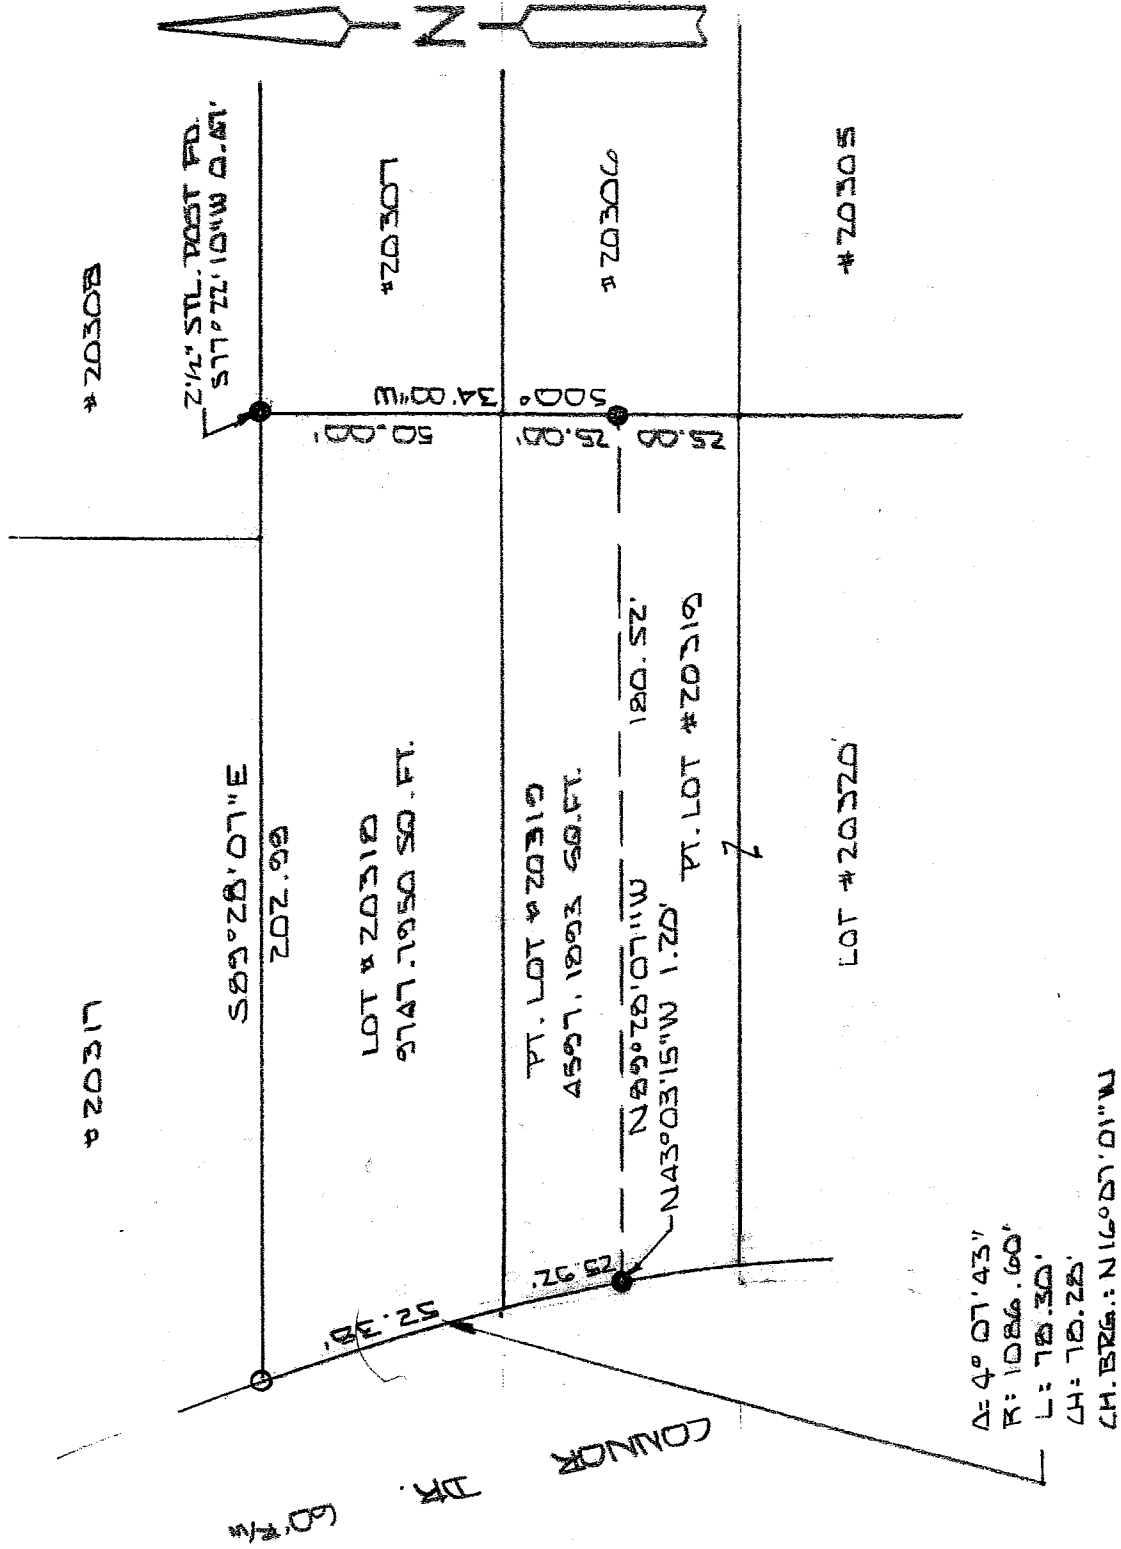 N
#20308
2 1/2" STL. POST FD.
S77°22'10"W 0.47'
#20307
#20306
#20305
S00° 34'00"W
50.00'
25.00'
25.00
#20317
S89°28'07"E
202.99
LOT #20318
9747.7950 SQ.FT.
PT. LOT #20319
4597.1893 SQ.FT.
N89°28'07"W 180.52'
N43°03'15"W 1.20'
PT. LOT #20319
LOT #20320
52.38'
25.92'
CONNOR DR.
60' R/W
Δ= 4°07'43"
R= 1086.60'
L= 78.30'
CH= 78.28'
CH. BRG.: N16°07'01"W